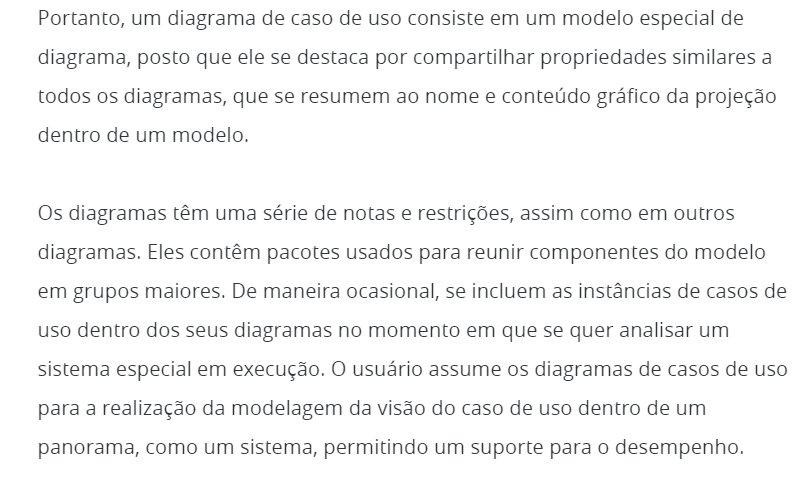 Portanto, um diagrama de caso de uso consiste em um modelo especial de
diagrama, posto que ele se destaca por compartilhar propriedades similares a
todos os diagramas, que se resumem ao nome e conteúdo gráfico da projeção
dentro de um modelo.
Os diagramas têm uma série de notas e restrições, assim como em outros
diagramas. Eles contêm pacotes usados para reunir componentes do modelo
em grupos maiores. De maneira ocasional, se incluem as instâncias de casos de
uso dentro dos seus diagramas no momento em que se quer analisar um
sistema especial em execução. O usuário assume os diagramas de casos de uso
para a realização da modelagem da visão do caso de uso dentro de um
panorama, como um sistema, permitindo um suporte para o desempenho.